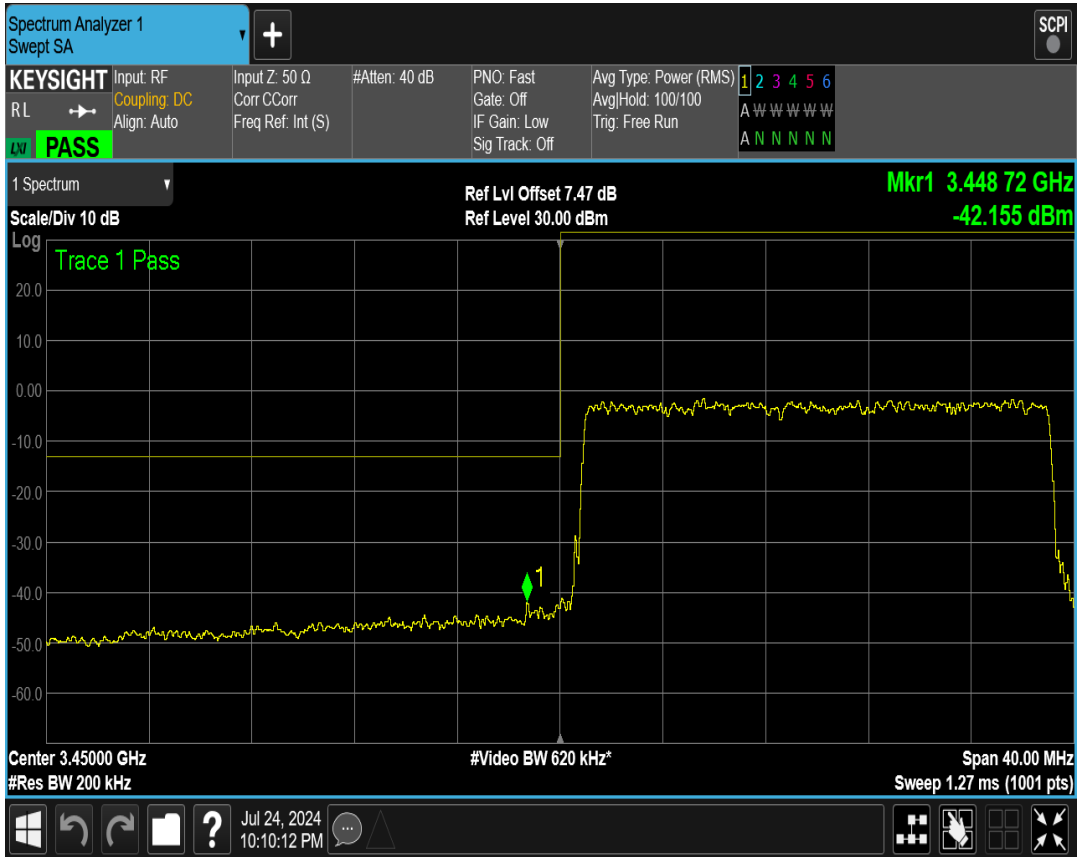 Spectrum Analyzer 1
Swept SA
+
SCPI
KEYSIGHT
RL
LXI PASS
Input: RF
Coupling: DC
Align: Auto
Input Z: 50 Ω
Corr CCorr
Freq Ref: Int (S)
#Atten: 40 dB
PNO: Fast
Gate: Off
IF Gain: Low
Sig Track: Off
Avg Type: Power (RMS)
Avg|Hold: 100/100
Trig: Free Run
1 2 3 4 5 6
A W W W W W
A N N N N N
1 Spectrum
Scale/Div 10 dB
Ref Lvl Offset 7.47 dB
Ref Level 30.00 dBm
Mkr1 3.448 72 GHz
-42.155 dBm
Log
Trace 1 Pass
20.0
10.0
0.00
-10.0
-20.0
-30.0
1
-40.0
-50.0
-60.0
Center 3.45000 GHz
#Res BW 200 kHz
#Video BW 620 kHz*
Span 40.00 MHz
Sweep 1.27 ms (1001 pts)
?
Jul 24, 2024
10:10:12 PM